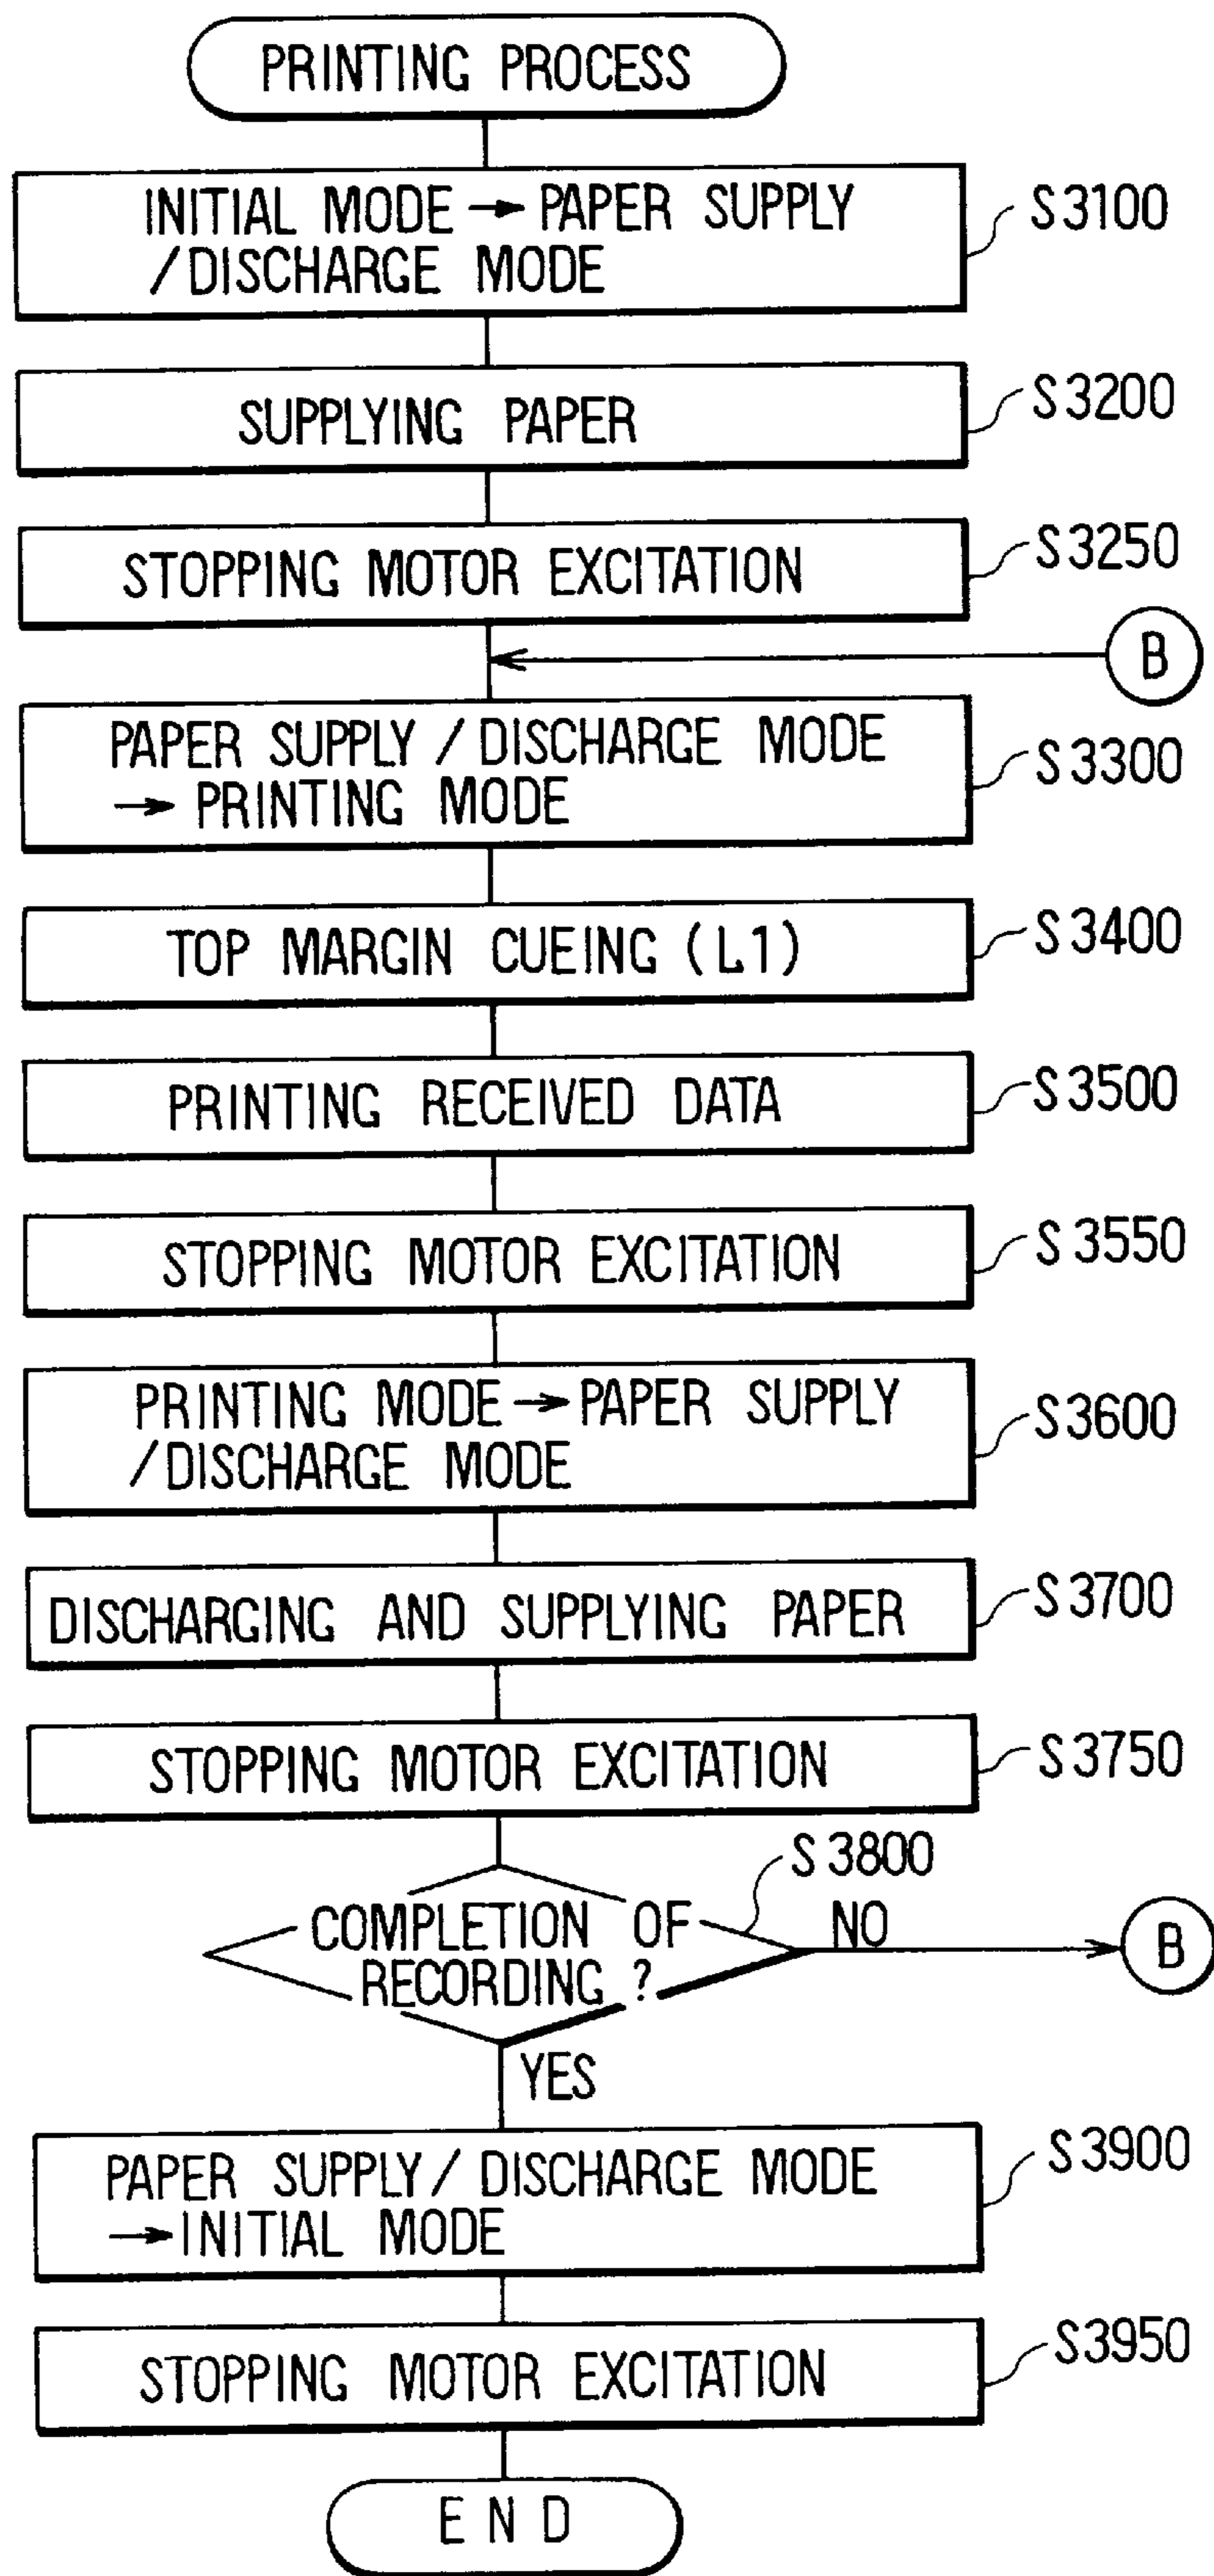 PRINTING PROCESS
INITIAL MODE → PAPER SUPPLY
/DISCHARGE MODE
S3100
SUPPLYING PAPER
S3200
STOPPING MOTOR EXCITATION
S3250
B
PAPER SUPPLY / DISCHARGE MODE
→ PRINTING MODE
S3300
TOP MARGIN CUEING (L1)
S3400
PRINTING RECEIVED DATA
S3500
STOPPING MOTOR EXCITATION
S3550
PRINTING MODE → PAPER SUPPLY
/DISCHARGE MODE
S3600
DISCHARGING AND SUPPLYING PAPER
S3700
STOPPING MOTOR EXCITATION
S3750
S3800
COMPLETION OF
RECORDING ?
NO
B
YES
PAPER SUPPLY / DISCHARGE MODE
→ INITIAL MODE
S3900
STOPPING MOTOR EXCITATION
S3950
END